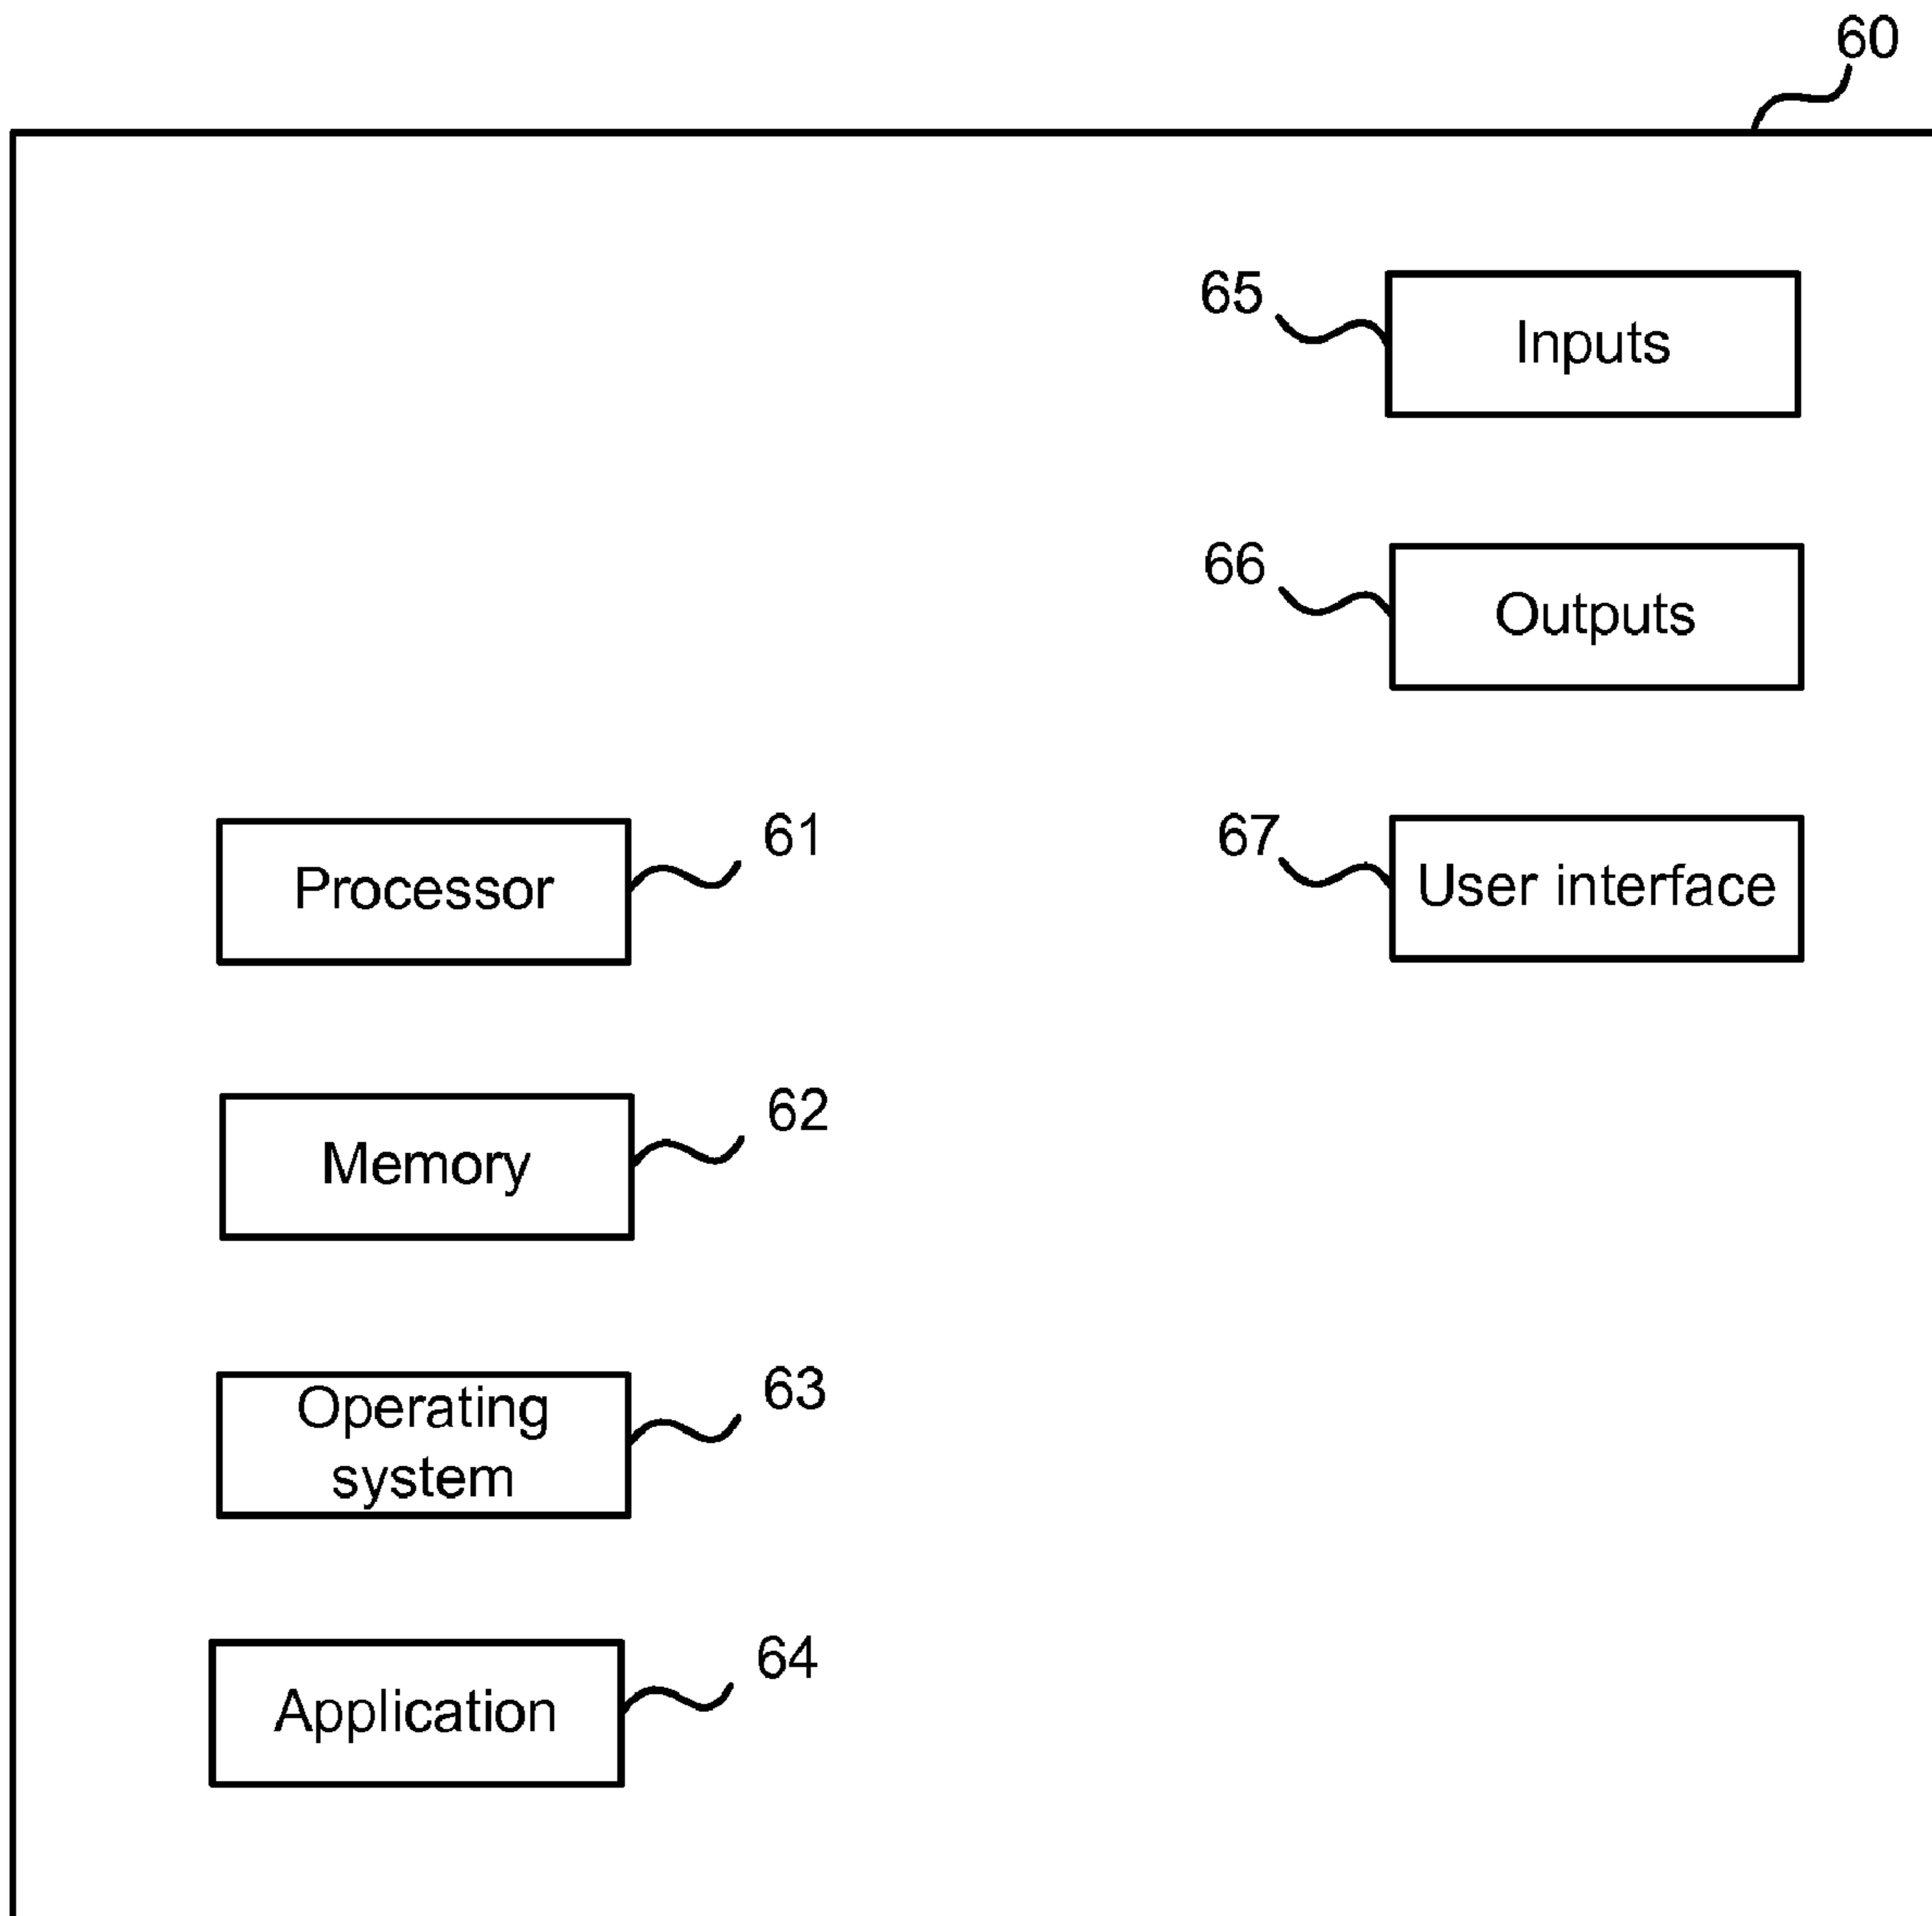 60
65
Inputs
66
Outputs
67
User interface
Processor
61
Memory
62
Operating
system
63
Application
64